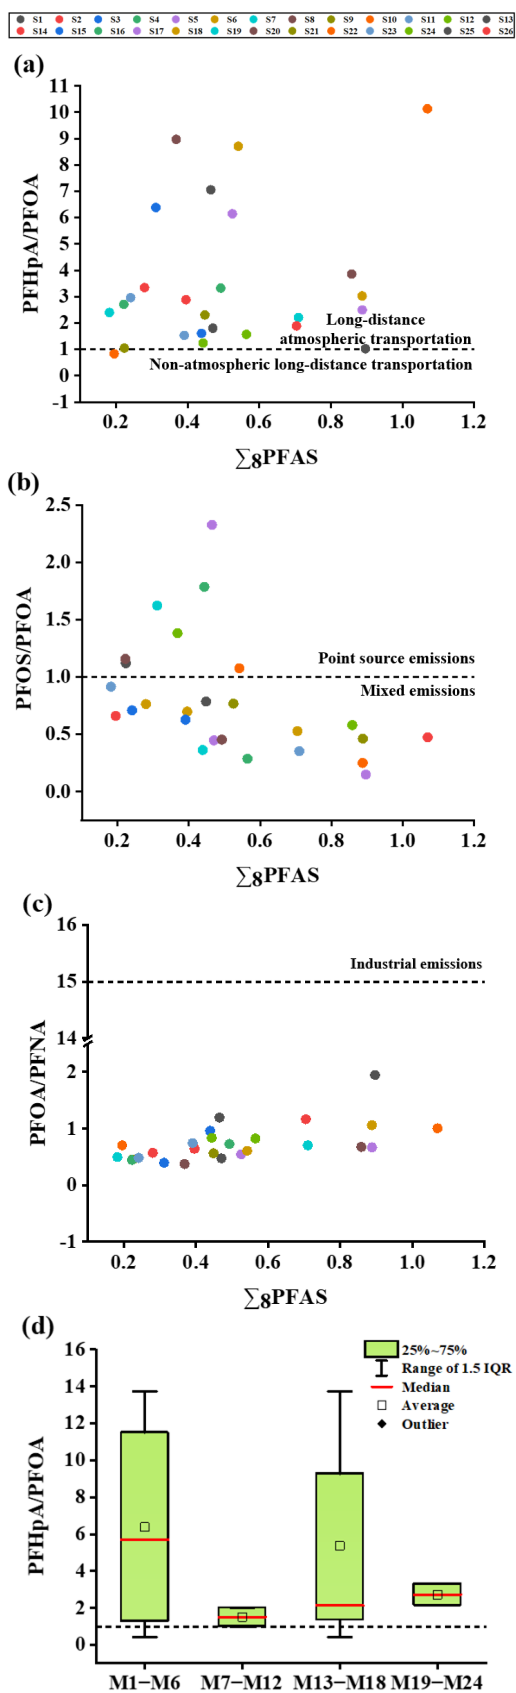 S1 S2 S3 S4 S5 S6 S7 S8 S9 S10 S11 S12 S13
S14 S15 S16 S17 S18 S19 S20 S21 S22 S23 S24 S25 S26
(a)
11
10
9
8
7
6
5
4
3
2
1
0
-1
PFHpA/PFOA
Long-distance
atmospheric transportation
Non-atmospheric long-distance transportation
0.2 0.4 0.6 0.8 1.0 1.2
∑8PFAS
(b)
2.5
2.0
1.5
1.0
0.5
0.0
PFOS/PFOA
Point source emissions
Mixed emissions
0.2 0.4 0.6 0.8 1.0 1.2
∑8PFAS
(c)
16
15
14
2
1
0
-1
PFOA/PFNA
Industrial emissions
0.2 0.4 0.6 0.8 1.0 1.2
∑8PFAS
(d)
16
14
12
10
8
6
4
2
0
PFHpA/PFOA
25%~75%
Range of 1.5 IQR
Median
Average
Outlier
M1−M6 M7−M12 M13−M18 M19−M24